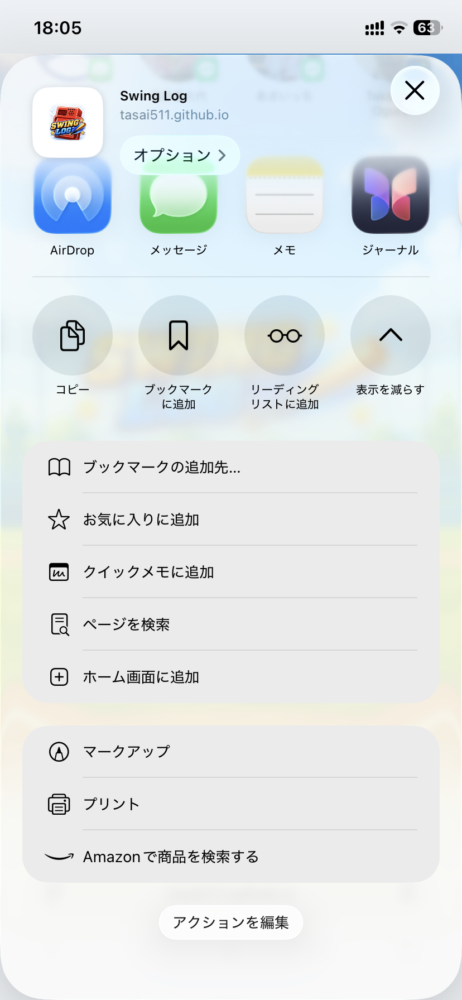 18:05
63
Swing Log
tasai511.github.io
SWING
LOG
オプション
AirDrop
メッセージ
メモ
ジャーナル
コピー
ブックマーク
に追加
リーディング
リストに追加
表示を減らす
ブックマークの追加先...
お気に入りに追加
クイックメモに追加
ページを検索
ホーム画面に追加
マークアップ
プリント
Amazonで商品を検索する
アクションを編集